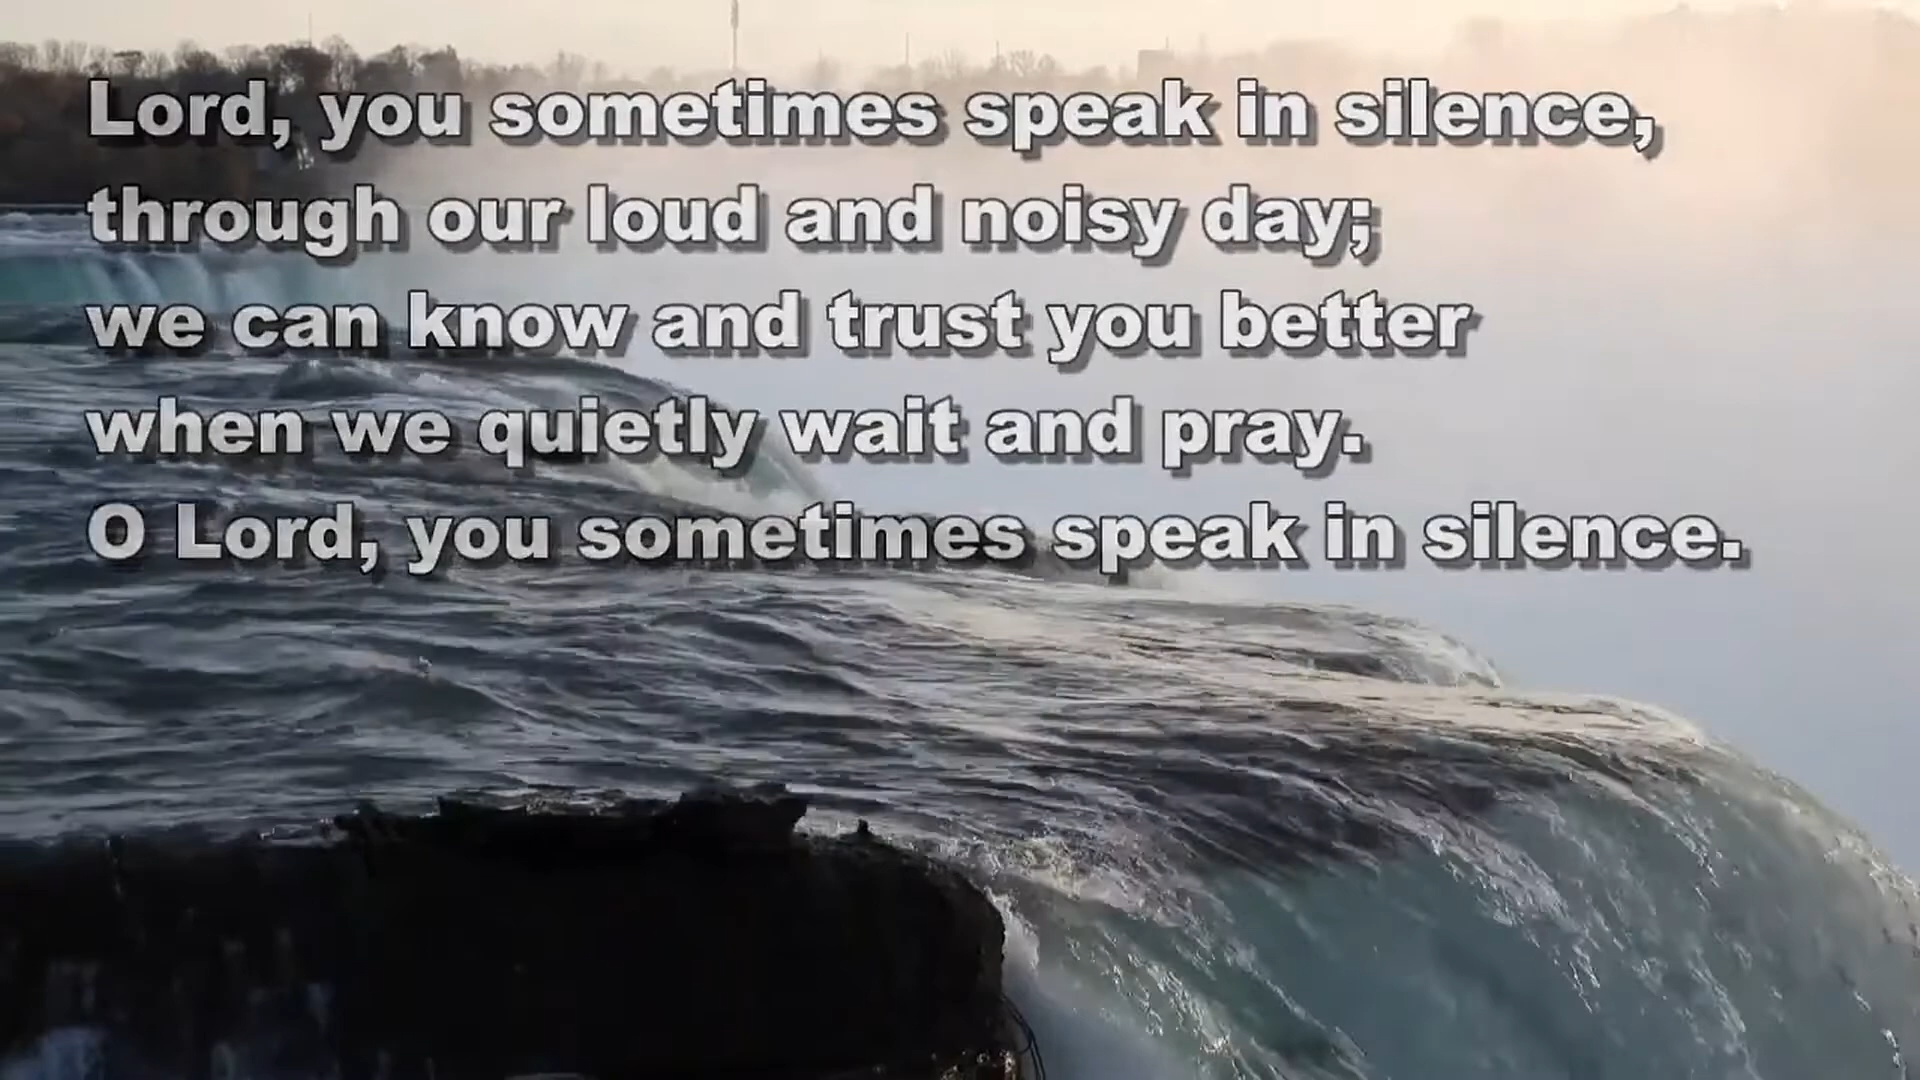 Lord, you sometimes speak in silence,
through our loud and noisy day;
we can know and trust you better
when we quietly wait and pray.
O Lord, you sometimes speak in silence.